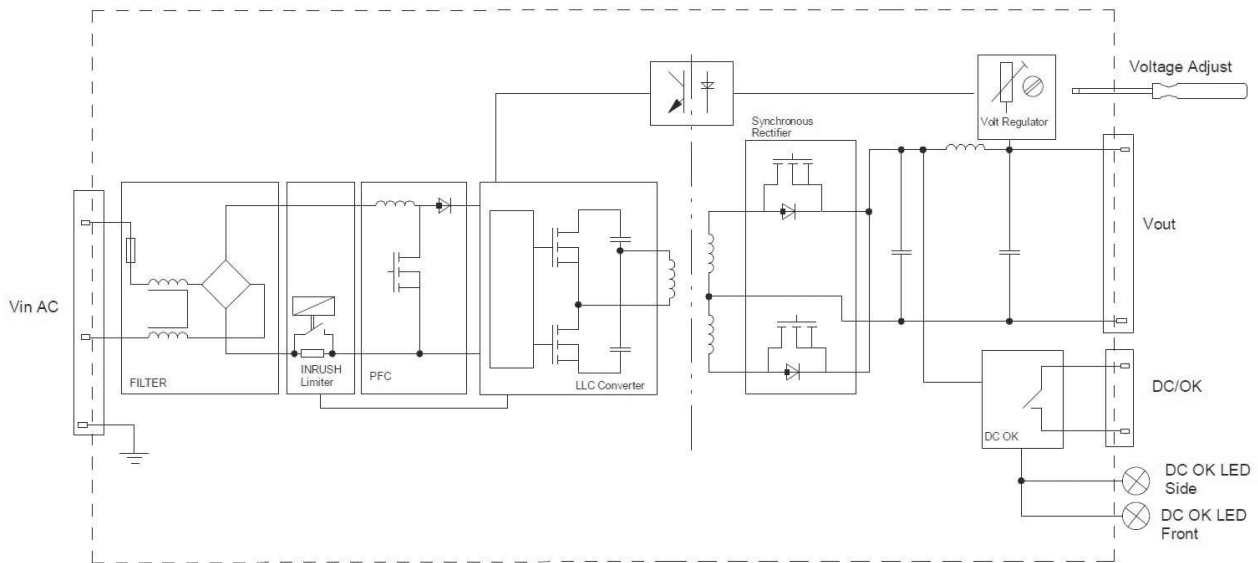 Voltage Adjust
Volt Regulator
Synchronous
Rectifier
Vout
Vin AC
FILTER
INRUSH
Limiter
PFC
LLC Converter
DC/OK
DC OK
DC OK LED
Side
DC OK LED
Front